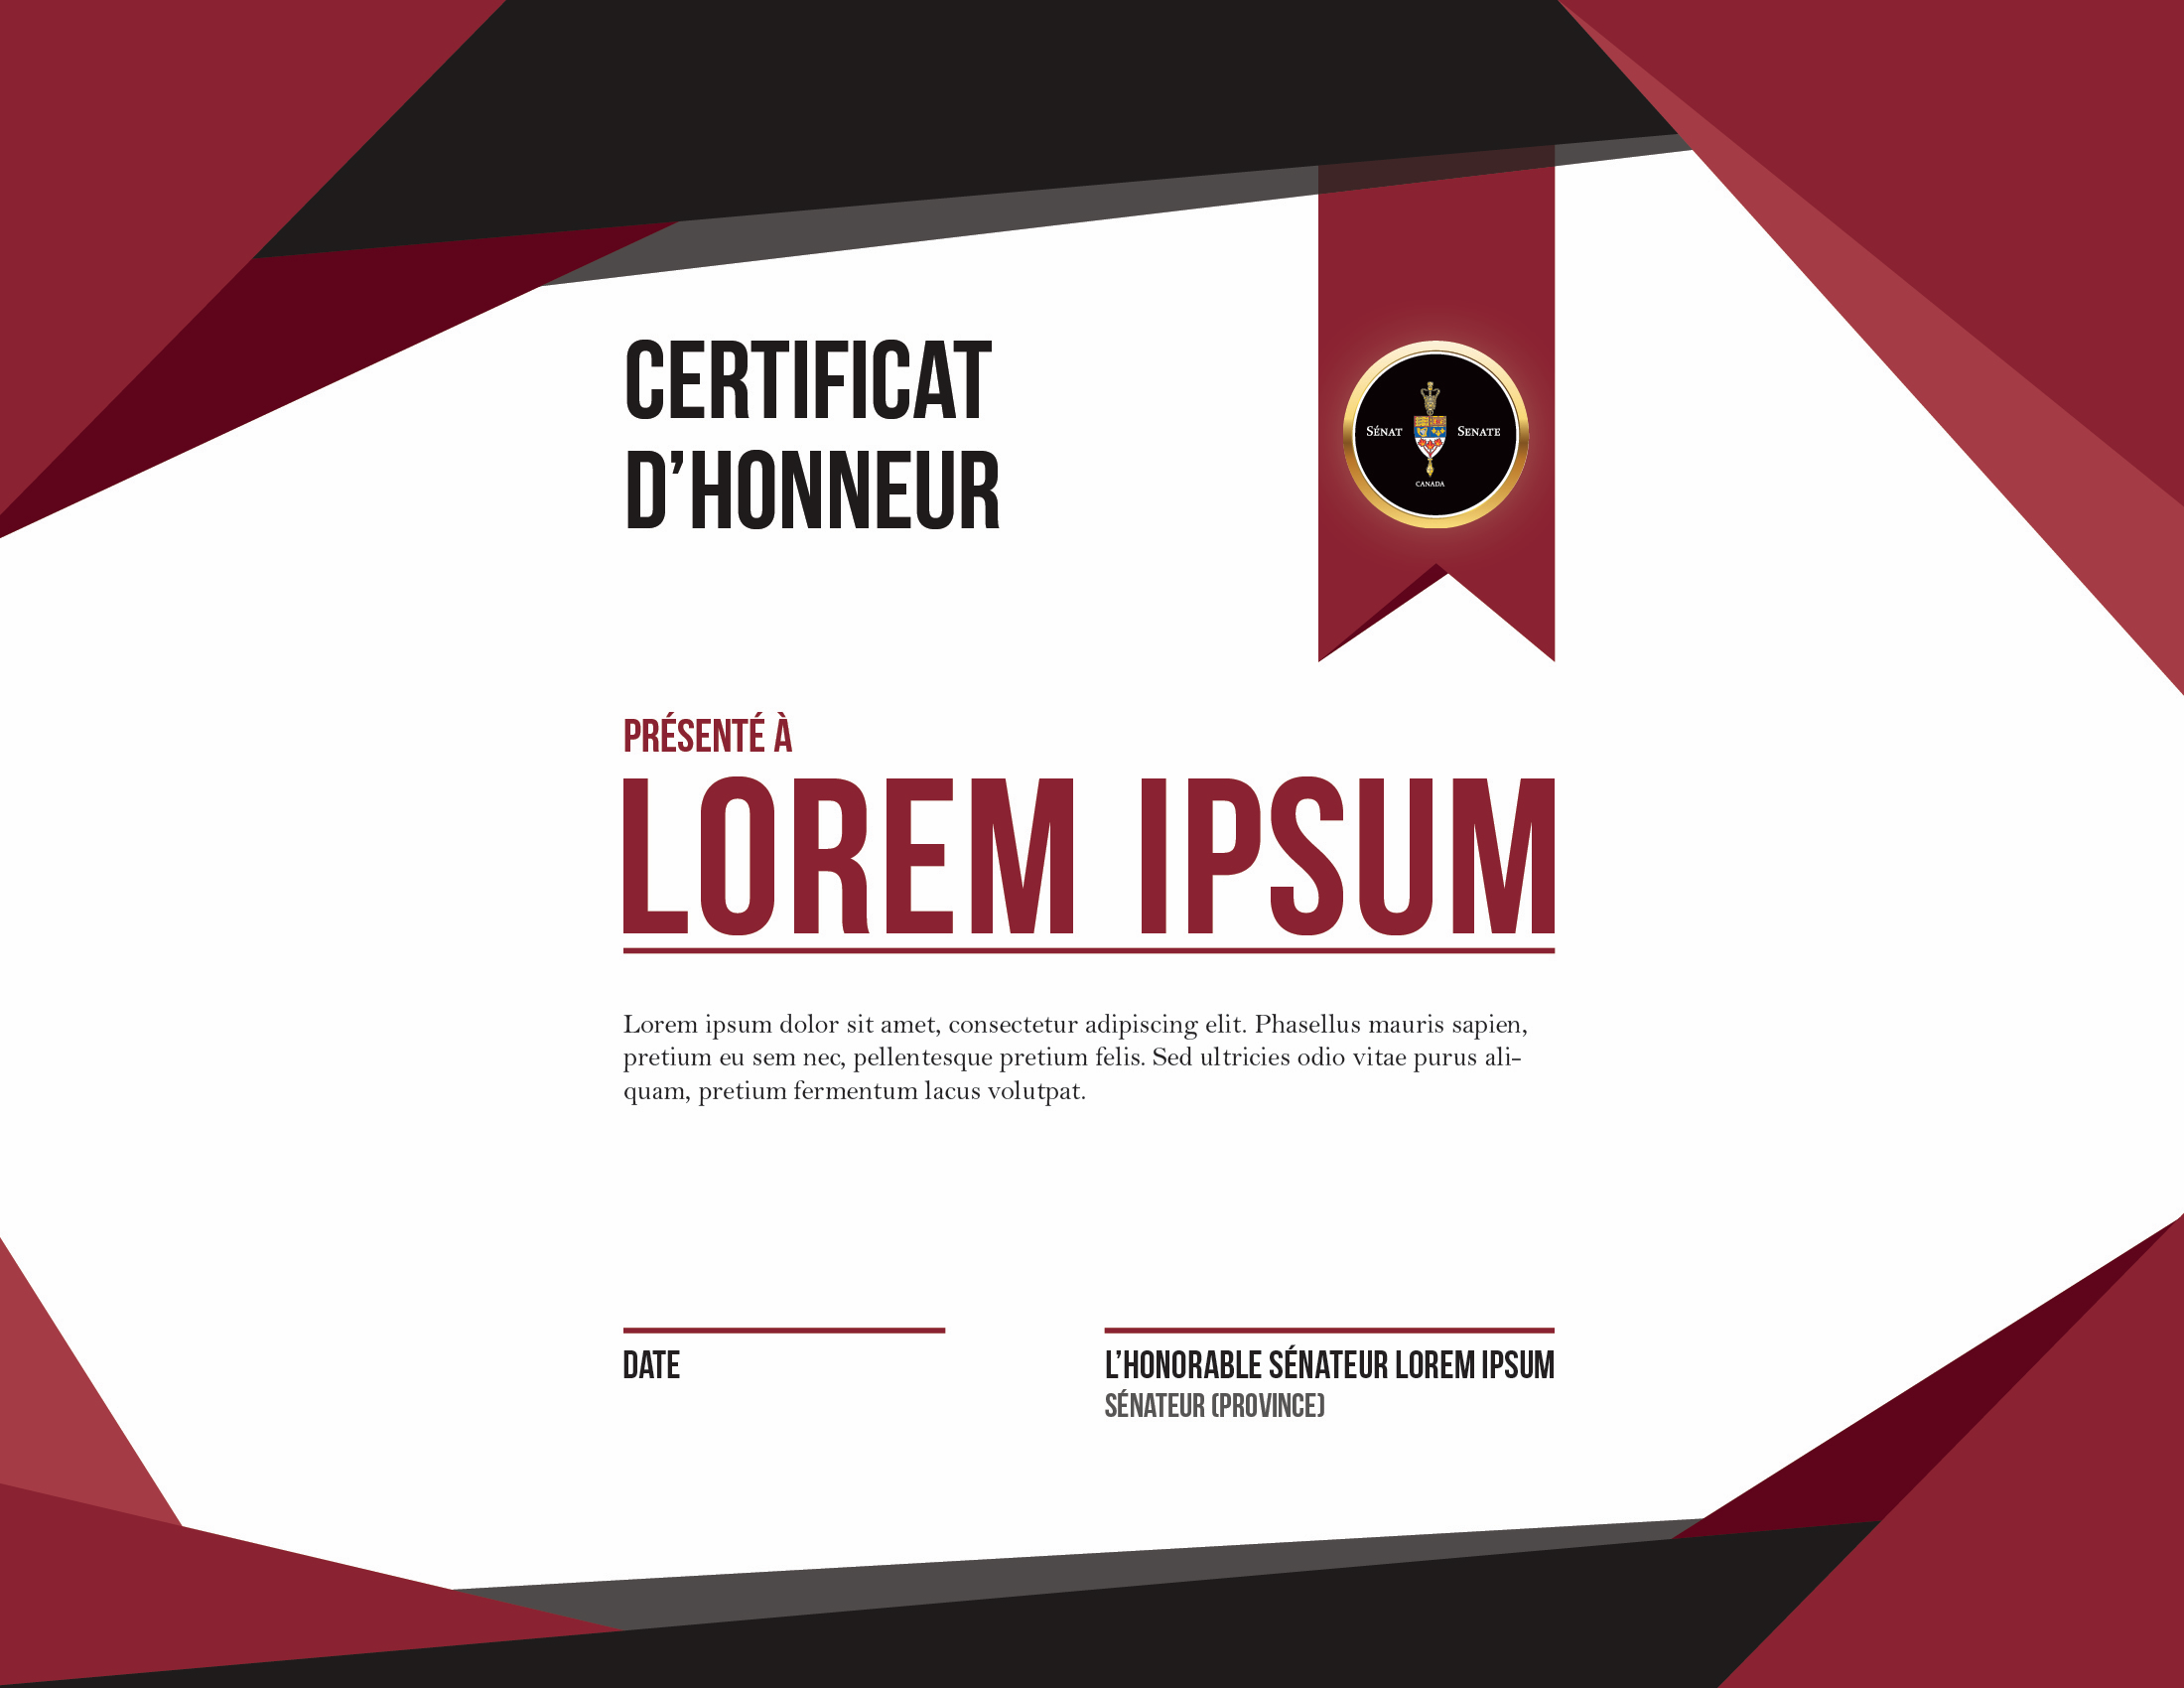 CERTIFICAT
D’HONNEUR
SÉNAT SENATE
CANADA
PRÉSENTÉ À
LOREM IPSUM
Lorem ipsum dolor sit amet, consectetur adipiscing elit. Phasellus mauris sapien,
pretium eu sem nec, pellentesque pretium felis. Sed ultricies odio vitae purus ali-
quam, pretium fermentum lacus volutpat.
DATE
L’HONORABLE SÉNATEUR LOREM IPSUM
SÉNATEUR (PROVINCE)